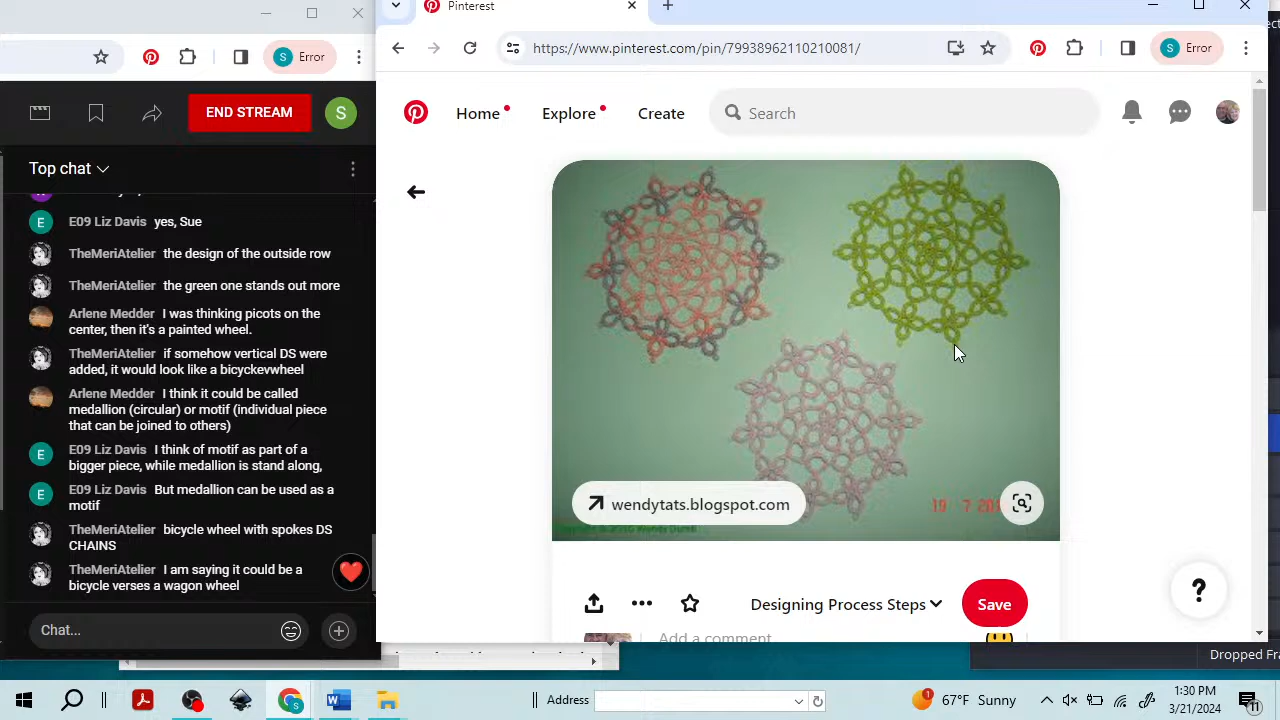 Pinterest
https://www.pinterest.com/pin/79938962110210081/
S Error
S Error
END STREAM
S
Home
Explore
Create
Search
Top chat
E E09 Liz Davis yes, Sue
TheMeriAtelier the design of the outside row
TheMeriAtelier the green one stands out more
Arlene Medder I was thinking picots on the
center, then it's a painted wheel.
TheMeriAtelier if somehow vertical DS were
added, it would look like a bicyckevwheel
Arlene Medder I think it could be called
medallion (circular) or motif (individual piece
that can be joined to others)
E E09 Liz Davis I think of motif as part of a
bigger piece, while medallion is stand along,
E E09 Liz Davis But medallion can be used as a
motif
TheMeriAtelier bicycle wheel with spokes DS
CHAINS
TheMeriAtelier I am saying it could be a
bicycle verses a wagon wheel
Chat...
wendytats.blogspot.com
19 7
Designing Process Steps
Save
Add a comment
?
Dropped Fra
Address
1
67°F Sunny
1:30 PM
3/21/2024
11